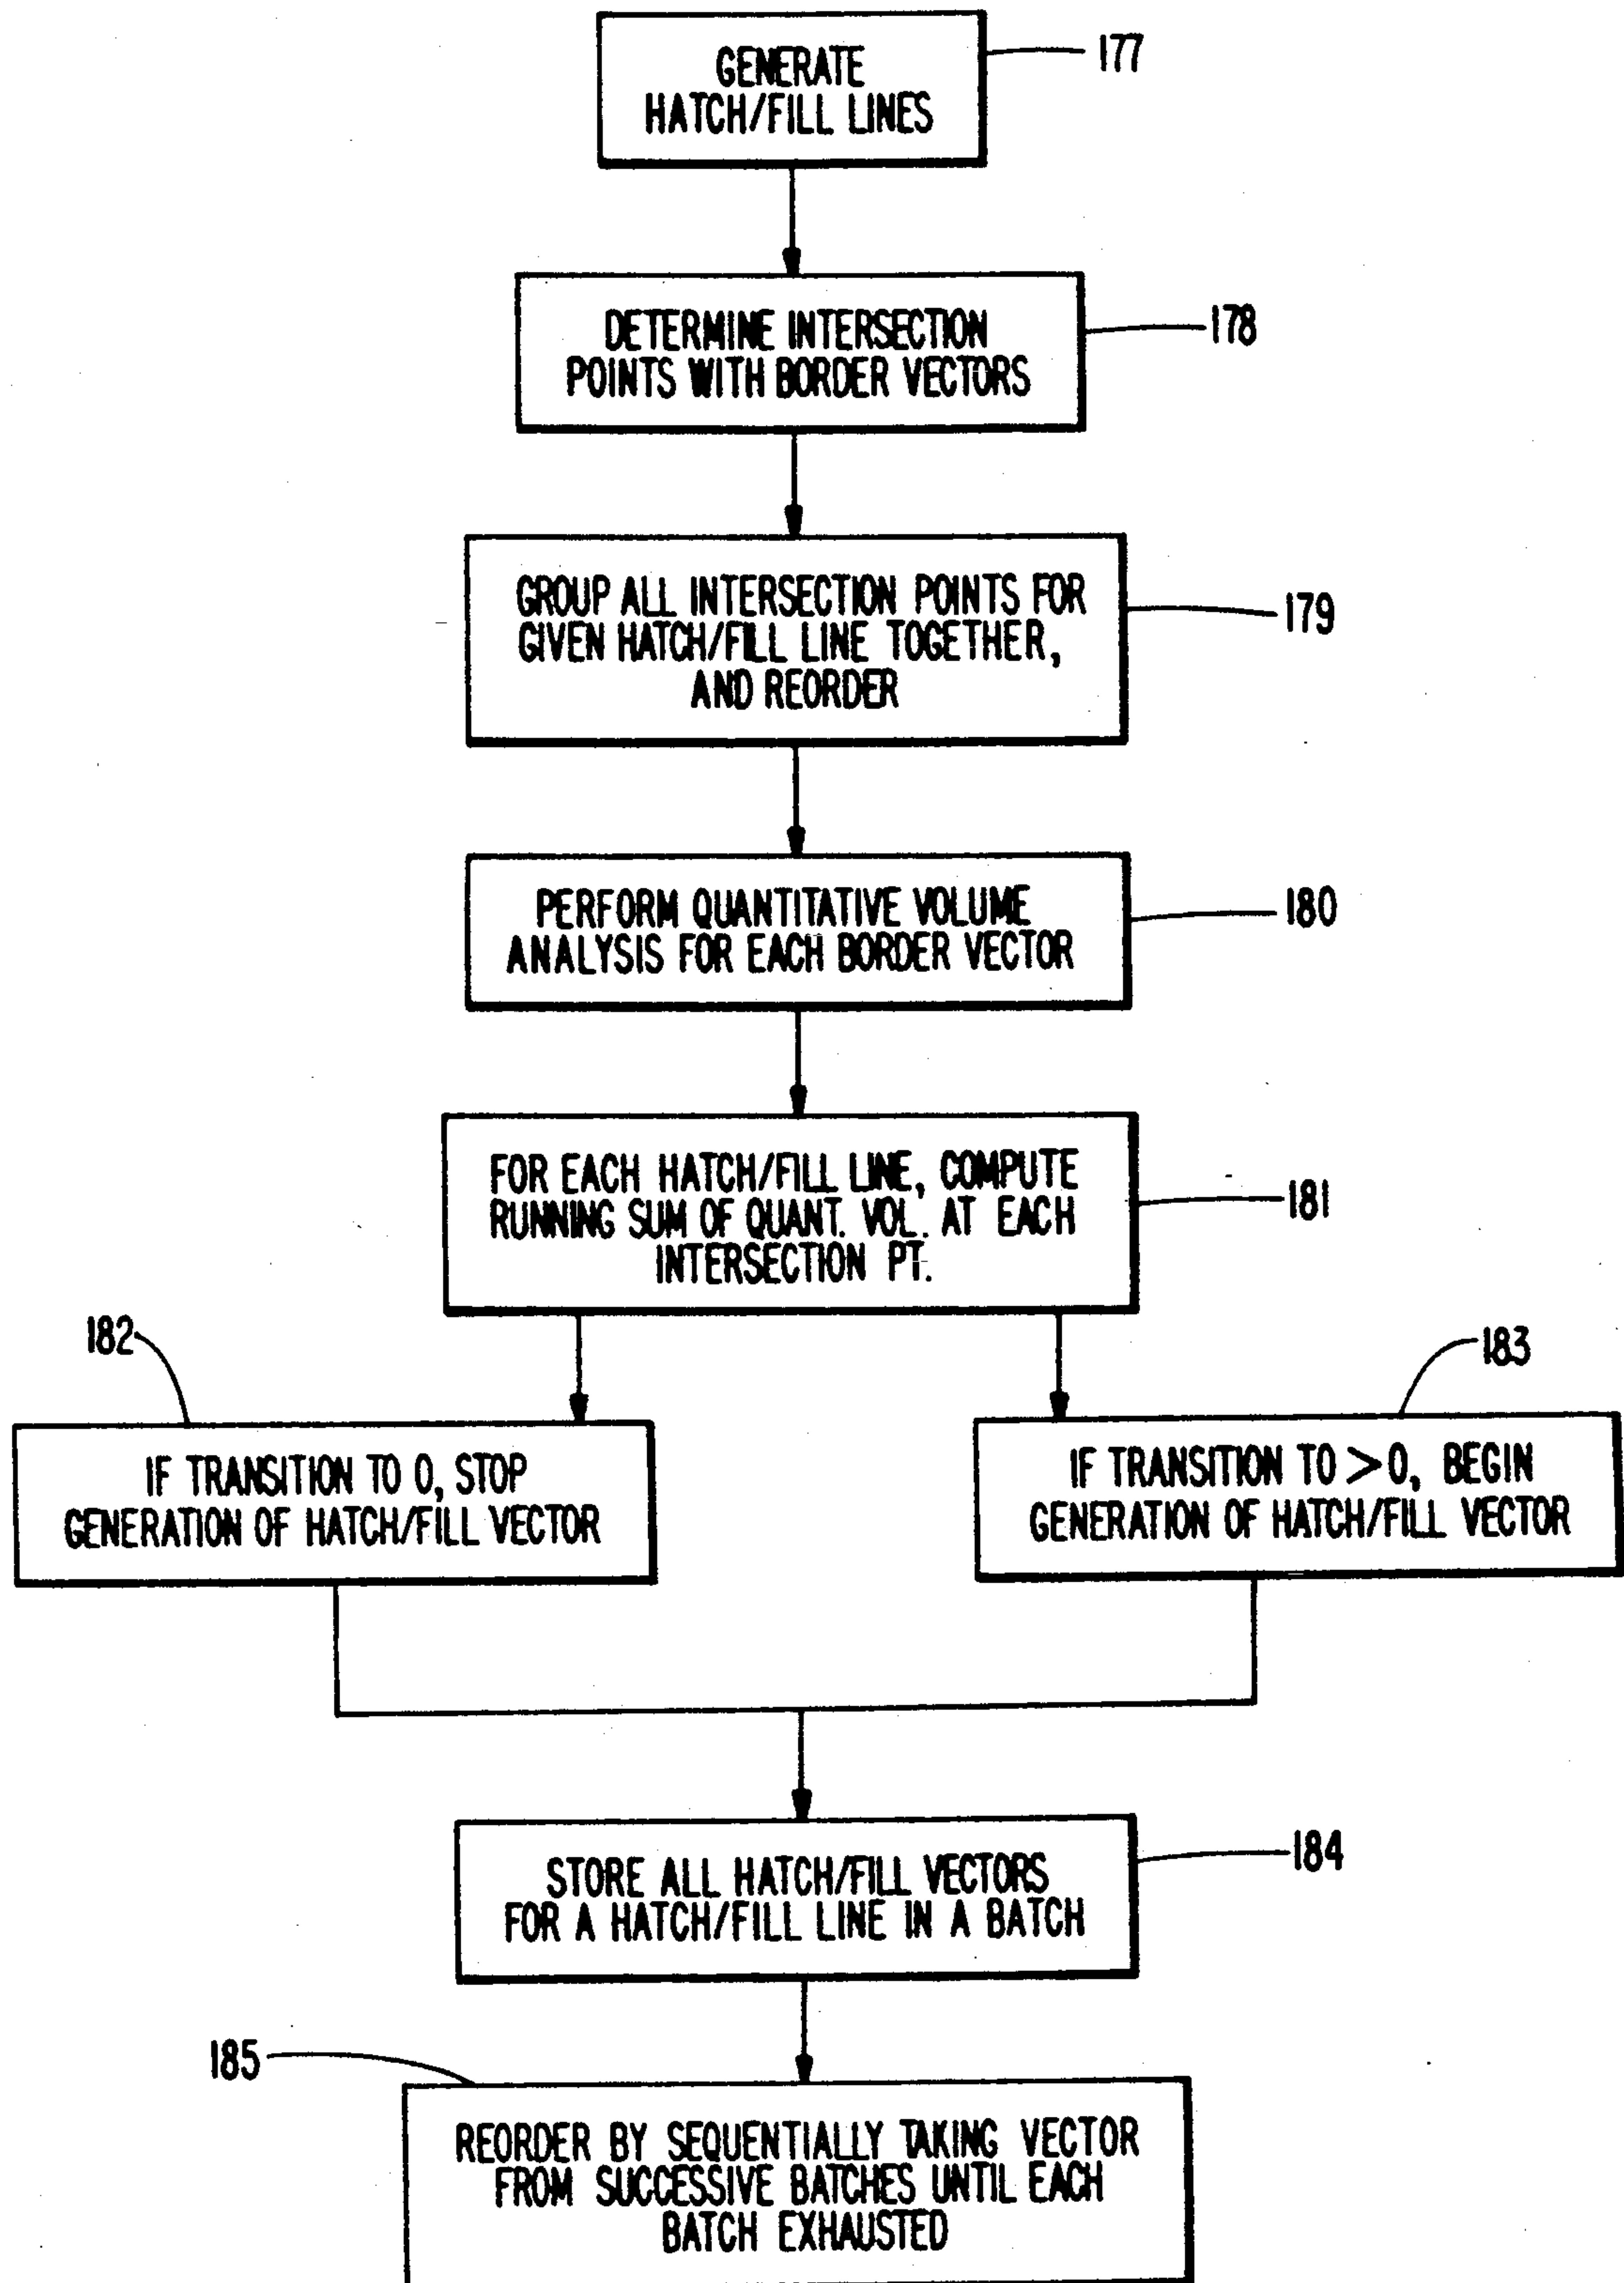 GENERATE
HATCH/FILL LINES
177
DETERMINE INTERSECTION
POINTS WITH BORDER VECTORS
178
GROUP ALL INTERSECTION POINTS FOR
GIVEN HATCH/FILL LINE TOGETHER,
AND REORDER
179
PERFORM QUANTITATIVE VOLUME
ANALYSIS FOR EACH BORDER VECTOR
180
FOR EACH HATCH/FILL LINE, COMPUTE
RUNNING SUM OF QUANT. VOL. AT EACH
INTERSECTION PT.
181
182
IF TRANSITION TO 0, STOP
GENERATION OF HATCH/FILL VECTOR
183
IF TRANSITION TO >0, BEGIN
GENERATION OF HATCH/FILL VECTOR
STORE ALL HATCH/FILL VECTORS
FOR A HATCH/FILL LINE IN A BATCH
184
185
REORDER BY SEQUENTIALLY TAKING VECTOR
FROM SUCCESSIVE BATCHES UNTIL EACH
BATCH EXHAUSTED